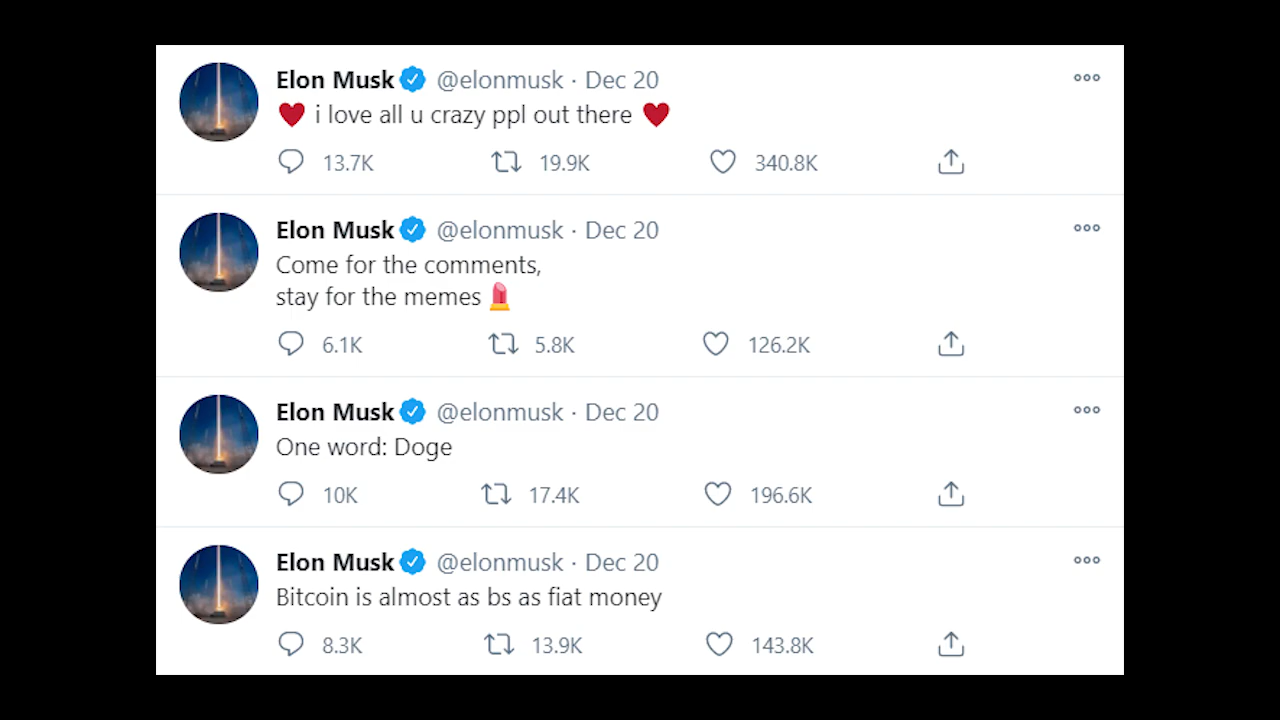 Elon Musk @elonmusk · Dec 20
♥ i love all u crazy ppl out there ♥
13.7K 19.9K 340.8K
Elon Musk @elonmusk · Dec 20
Come for the comments,
stay for the memes 💄
6.1K 5.8K 126.2K
Elon Musk @elonmusk · Dec 20
One word: Doge
10K 17.4K 196.6K
Elon Musk @elonmusk · Dec 20
Bitcoin is almost as bs as fiat money
8.3K 13.9K 143.8K